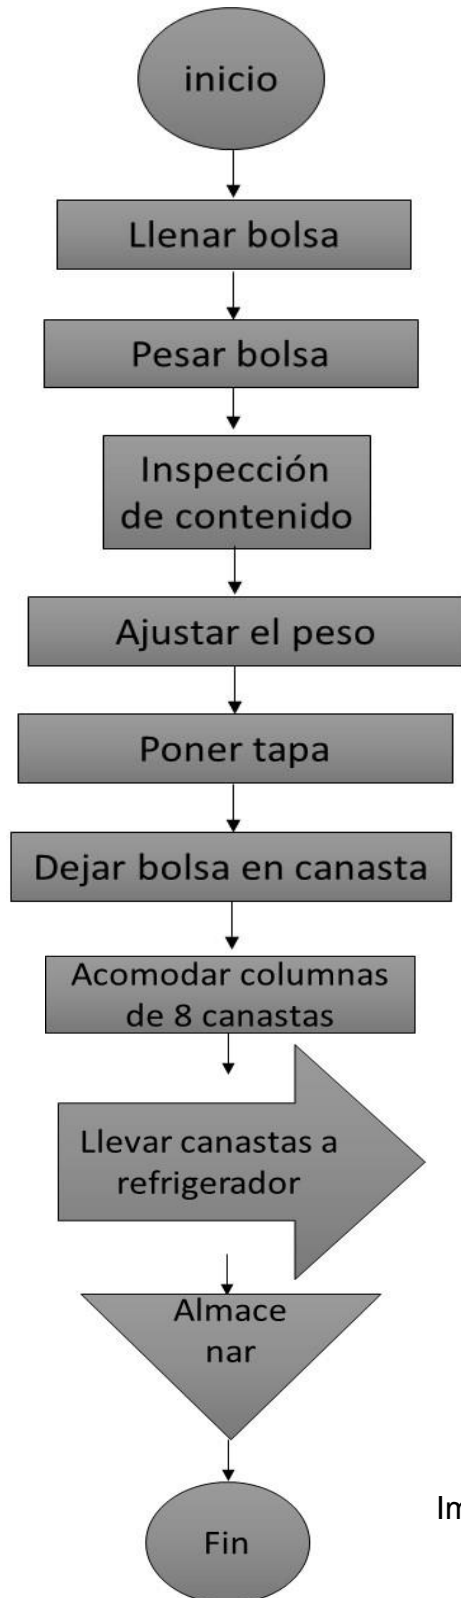 inicio
Llenar bolsa
Pesar bolsa
Inspección
de contenido
Ajustar el peso
Poner tapa
Dejar bolsa en canasta
Acomodar columnas
de 8 canastas
Llevar canastas a
refrigerador
Almace
nar
Fin